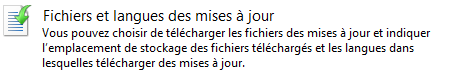 Fichiers et langues des mises à jour
Vous pouvez choisir de télécharger les fichiers des mises à jour et indiquer
l'emplacement de stockage des fichiers téléchargés et les langues dans
lesquelles télécharger des mises à jour.